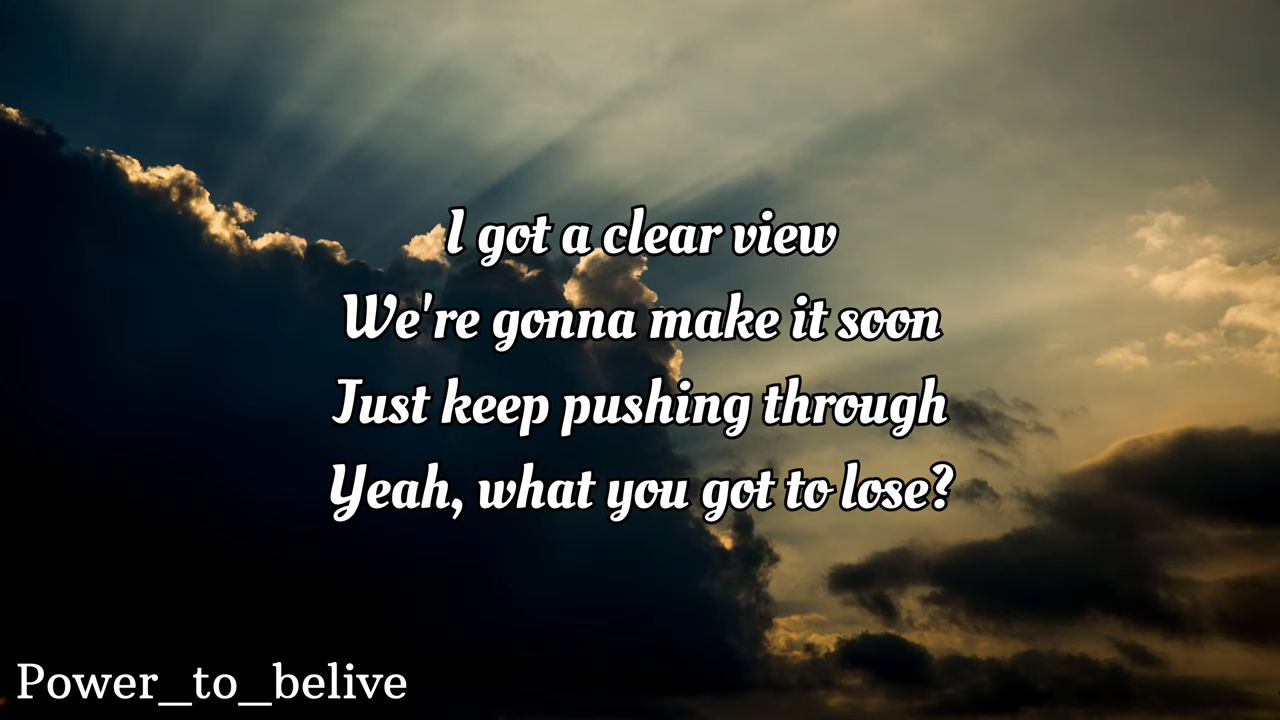 I got a clear view
We're gonna make it soon
Just keep pushing through
Yeah, what you got to lose?
Power_to_belive